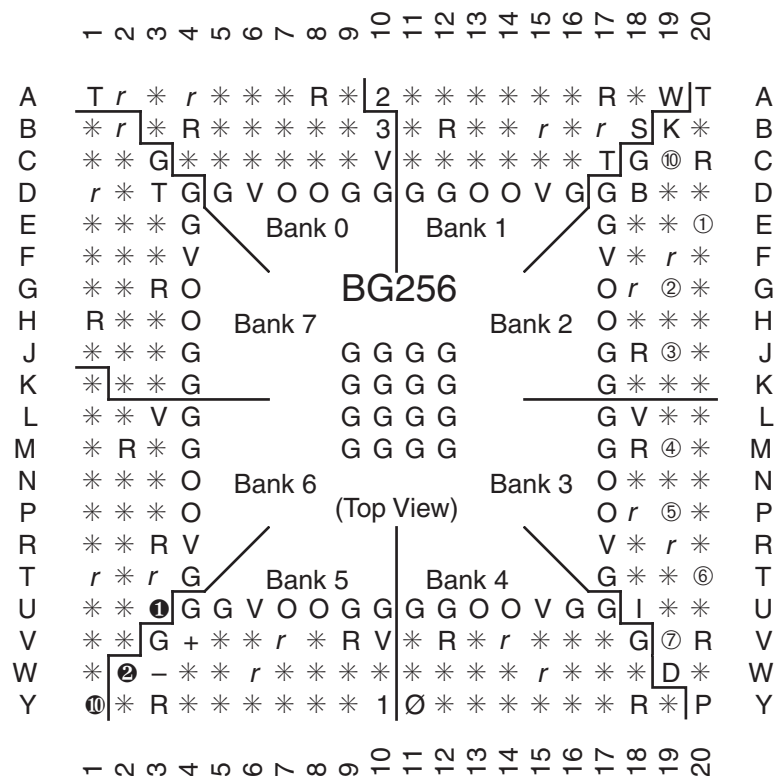 1 2 3 4 5 6 7 8 9 10 11 12 13 14 15 16 17 18 19 20
A T r ✳ r ✳ ✳ ✳ R ✳ 2 ✳ ✳ ✳ ✳ ✳ ✳ R ✳ W T A
B ✳ r ✳ R ✳ ✳ ✳ ✳ ✳ 3 ✳ R ✳ ✳ r ✳ r S K ✳ B
C ✳ ✳ G ✳ ✳ ✳ ✳ ✳ ✳ V ✳ ✳ ✳ ✳ ✳ ✳ T G ⑩ R C
D r ✳ T G G V O O G G G G O O V G G B ✳ ✳ D
E ✳ ✳ ✳ G Bank 0 Bank 1 G ✳ ✳ ① E
F ✳ ✳ ✳ V V ✳ r ✳ F
G ✳ ✳ R O BG256 O r ② ✳ G
H R ✳ ✳ O Bank 7 Bank 2 O ✳ ✳ ✳ H
J ✳ ✳ ✳ G G G G G G R ③ ✳ J
K ✳ ✳ ✳ G G G G G G ✳ ✳ ✳ K
L ✳ ✳ V G G G G G G V ✳ ✳ L
M ✳ R ✳ G G G G G G R ④ ✳ M
N ✳ ✳ ✳ O Bank 6 Bank 3 O ✳ ✳ ✳ N
P ✳ ✳ ✳ O (Top View) O r ⑤ ✳ P
R ✳ ✳ R V V ✳ r ✳ R
T r ✳ r G Bank 5 Bank 4 G ✳ ✳ ⑥ T
U ✳ ✳ ❶ G G V O O G G G G O O V G G I ✳ ✳ U
V ✳ ✳ G + ✳ ✳ r ✳ R V ✳ R ✳ r ✳ ✳ ✳ G ⑦ R V
W ✳ ❷ – ✳ ✳ r ✳ ✳ ✳ ✳ ✳ ✳ ✳ ✳ r ✳ ✳ ✳ D ✳ W
Y ❿ ✳ R ✳ ✳ ✳ ✳ ✳ ✳ 1 Ø ✳ ✳ ✳ ✳ ✳ ✳ R ✳ P Y
1 2 3 4 5 6 7 8 9 10 11 12 13 14 15 16 17 18 19 20